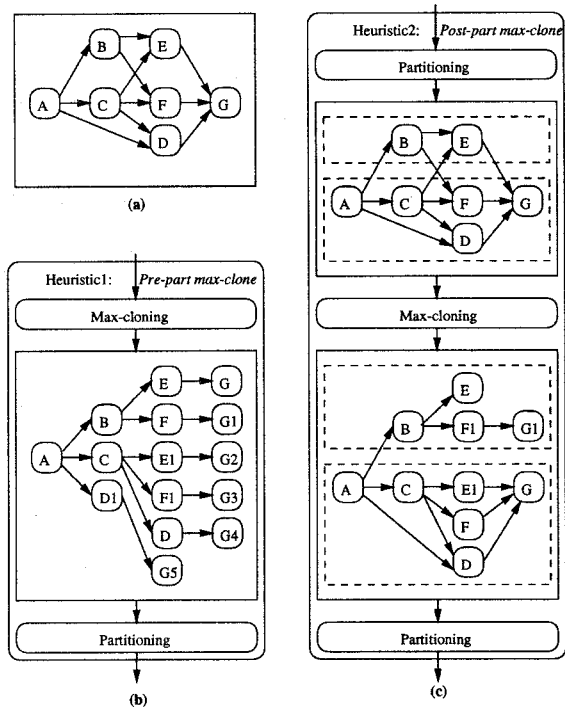 B E
A C F G
D
(a)
Heuristic1: Pre-part max-clone
Max-cloning
E G
B F G1
A C E1 G2
D1 F1 G3
D G4
G5
Partitioning
(b)
Heuristic2: Post-part max-clone
Partitioning
B E
A C F G
D
Max-cloning
E
B F1 G1
A C E1 G
F
D
Partitioning
(c)